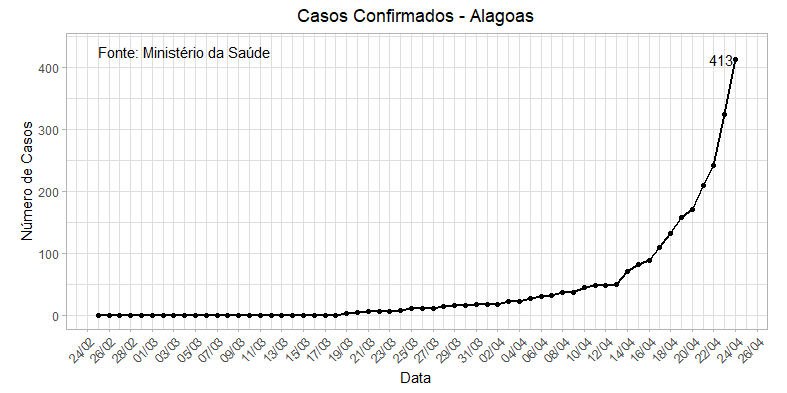 Casos Confirmados - Alagoas
Fonte: Ministério da Saúde
413
Número de Casos
400
300
200
100
0
24/02 26/02 28/02 01/03 03/03 05/03 07/03 09/03 11/03 13/03 15/03 17/03 19/03 21/03 23/03 25/03 27/03 29/03 31/03 02/04 04/04 06/04 08/04 10/04 12/04 14/04 16/04 18/04 20/04 22/04 24/04 26/04
Data